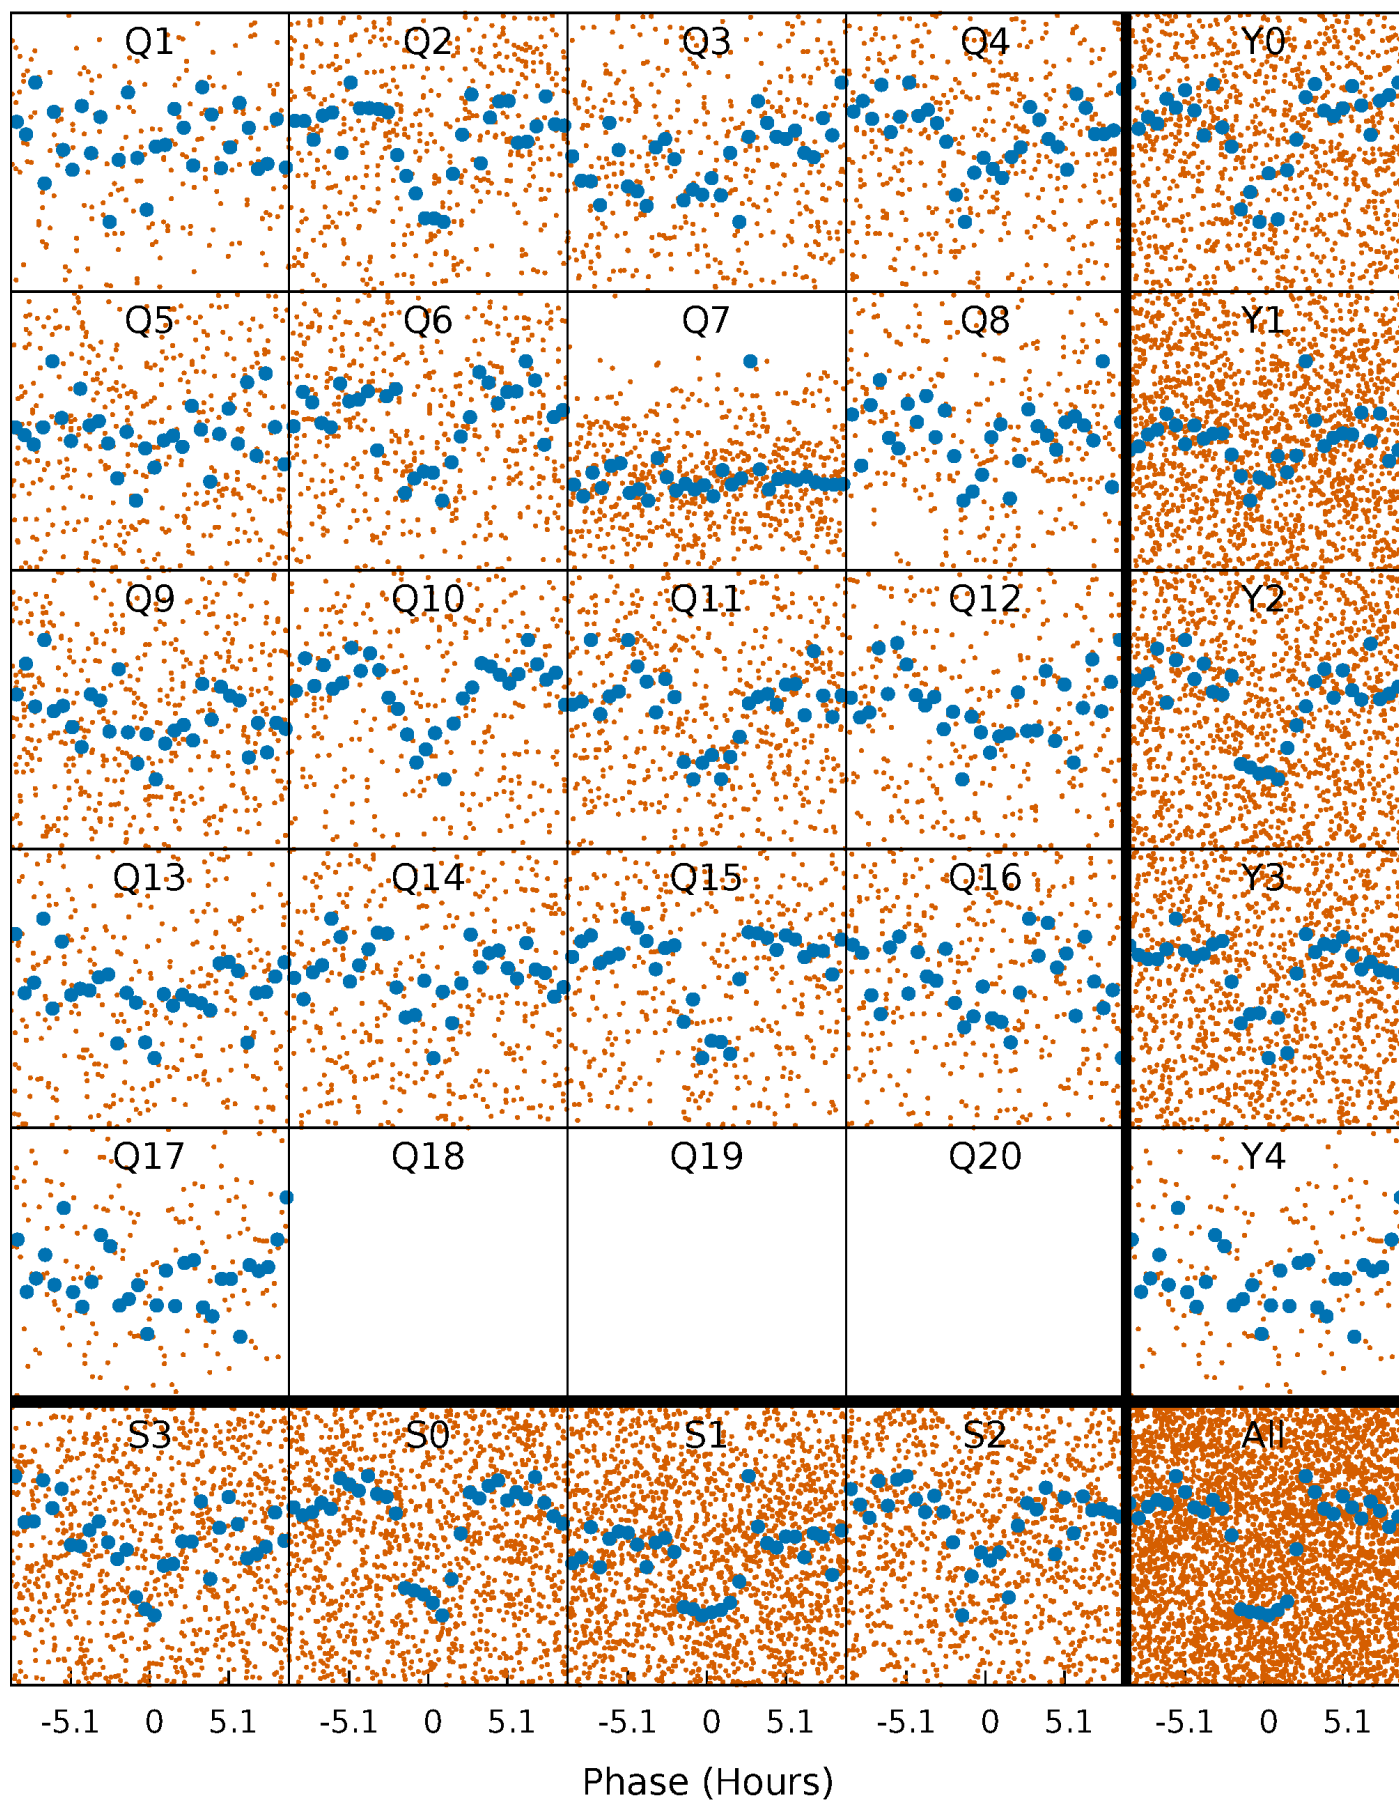 Q1 Q2 Q3 Q4 Y0
Q5 Q6 Q7 Q8 Y1
Q9 Q10 Q11 Q12 Y2
Q13 Q14 Q15 Q16 Y3
Q17 Q18 Q19 Q20 Y4
S3 S0 S1 S2 All
-5.1 0 5.1 -5.1 0 5.1 -5.1 0 5.1 -5.1 0 5.1 -5.1 0 5.1
Phase (Hours)